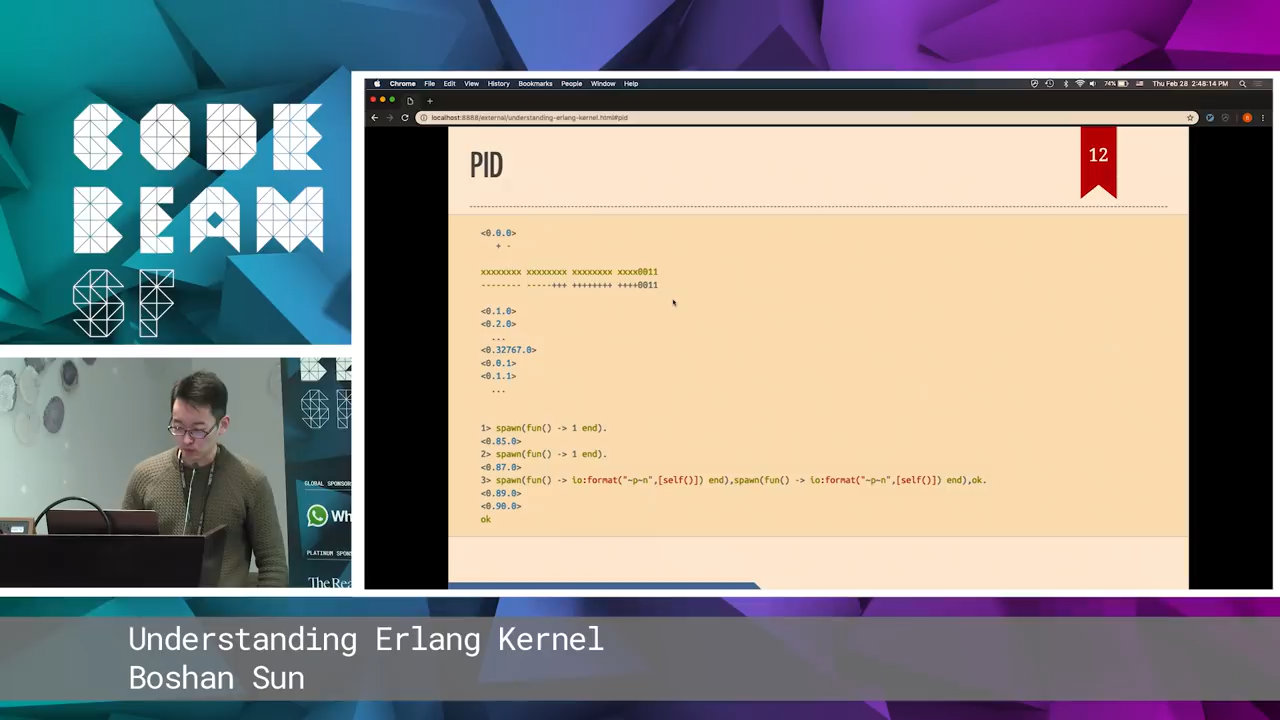 CODE
BEAM
SF
Chrome File Edit View History Bookmarks People Window Help
74% Thu Feb 28 2:48:14 PM
localhost:8888/external/understanding-erlang-kernel.html#pid
PID
12
<0.0.0>
+ -
xxxxxxxx xxxxxxxx xxxxxxxx xxxx0011
-------- -----+++ ++++++++ ++++0011
<0.1.0>
<0.2.0>
...
<0.32767.0>
<0.0.1>
<0.1.1>
...
1> spawn(fun() -> 1 end).
<0.85.0>
2> spawn(fun() -> 1 end).
<0.87.0>
3> spawn(fun() -> io:format("~p~n",[self()]) end),spawn(fun() -> io:format("~p~n",[self()]) end),ok.
<0.89.0>
<0.90.0>
ok
GLOBAL SPONSOR
Wh
PLATINUM SPON
The Rea
Understanding Erlang Kernel
Boshan Sun